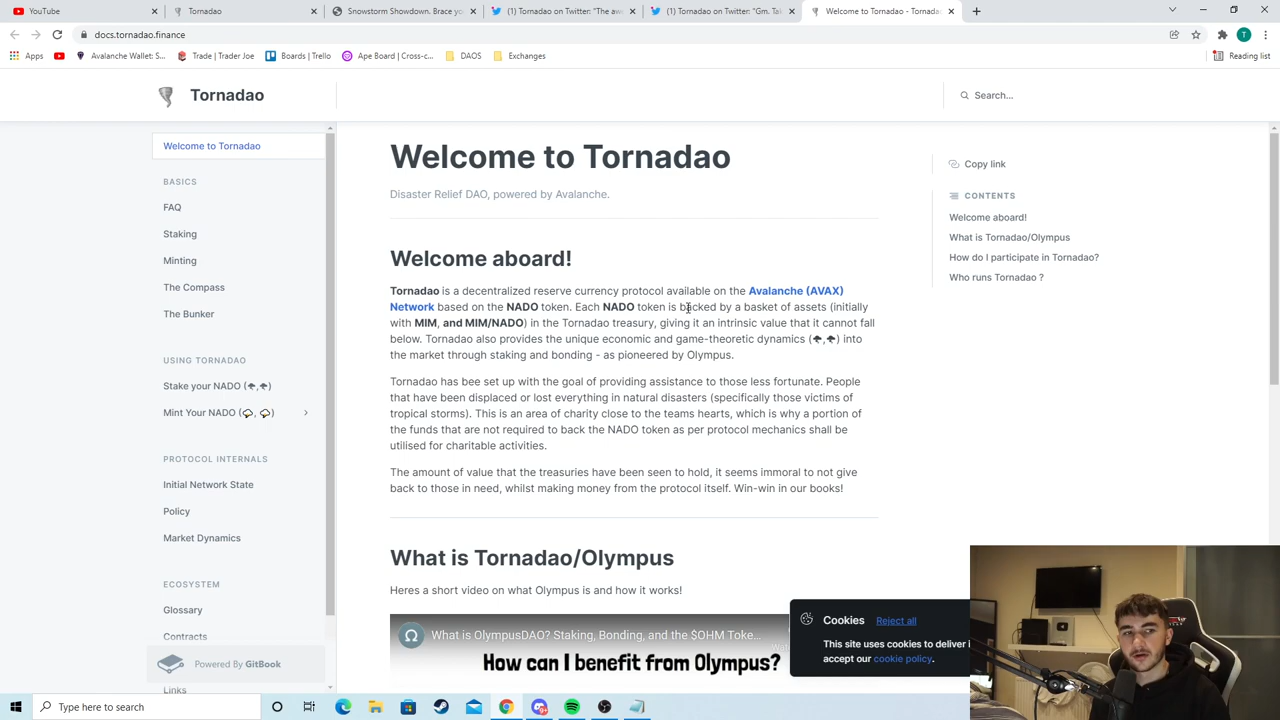 YouTube
Tornadao
Snowstorm Showdown. Brace yo
(1) Tornadao on Twitter: "The aw
(1) Tornadao on Twitter: "Gm. Tak
Welcome to Tornadao - Tornada
docs.tornadao.finance
T
Apps
Avalanche Wallet: S...
Trade | Trader Joe
Boards | Trello
Ape Board | Cross-c...
DAOS
Exchanges
Reading list
Tornadao
Search...
Welcome to Tornadao
BASICS
FAQ
Staking
Minting
The Compass
The Bunker
USING TORNADAO
Stake your NADO (🌪,🌪)
Mint Your NADO (🌩, 🌩)
PROTOCOL INTERNALS
Initial Network State
Policy
Market Dynamics
ECOSYSTEM
Glossary
Contracts
Powered By GitBook
Links
Welcome to Tornadao
Disaster Relief DAO, powered by Avalanche.
Welcome aboard!
Tornadao is a decentralized reserve currency protocol available on the Avalanche (AVAX)
Network based on the NADO token. Each NADO token is backed by a basket of assets (initially
with MIM, and MIM/NADO) in the Tornadao treasury, giving it an intrinsic value that it cannot fall
below. Tornadao also provides the unique economic and game-theoretic dynamics (🌪,🌪) into
the market through staking and bonding - as pioneered by Olympus.
Tornadao has bee set up with the goal of providing assistance to those less fortunate. People
that have been displaced or lost everything in natural disasters (specifically those victims of
tropical storms). This is an area of charity close to the teams hearts, which is why a portion of
the funds that are not required to back the NADO token as per protocol mechanics shall be
utilised for charitable activities.
The amount of value that the treasuries have been seen to hold, it seems immoral to not give
back to those in need, whilst making money from the protocol itself. Win-win in our books!
What is Tornadao/Olympus
Heres a short video on what Olympus is and how it works!
What is OlympusDAO? Staking, Bonding, and the $OHM Toke...
How can I benefit from Olympus?
Copy link
CONTENTS
Welcome aboard!
What is Tornadao/Olympus
How do I participate in Tornadao?
Who runs Tornadao ?
Cookies
Reject all
This site uses cookies to deliver i
accept our cookie policy.
Type here to search